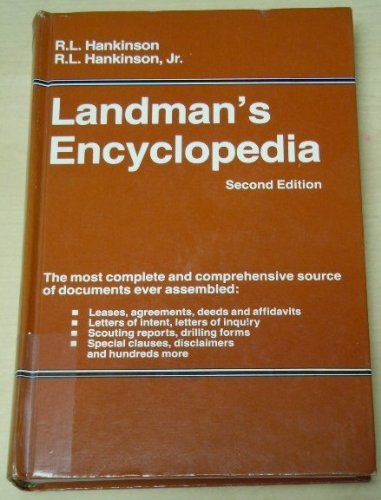 R.L. Hankinson
R.L. Hankinson, Jr.
Landman's
Encyclopedia
Second Edition
The most complete and comprehensive source
of documents ever assembled:
■ Leases, agreements, deeds and affidavits
■ Letters of intent, letters of inquiry
■ Scouting reports, drilling forms
■ Special clauses, disclaimers
and hundreds more